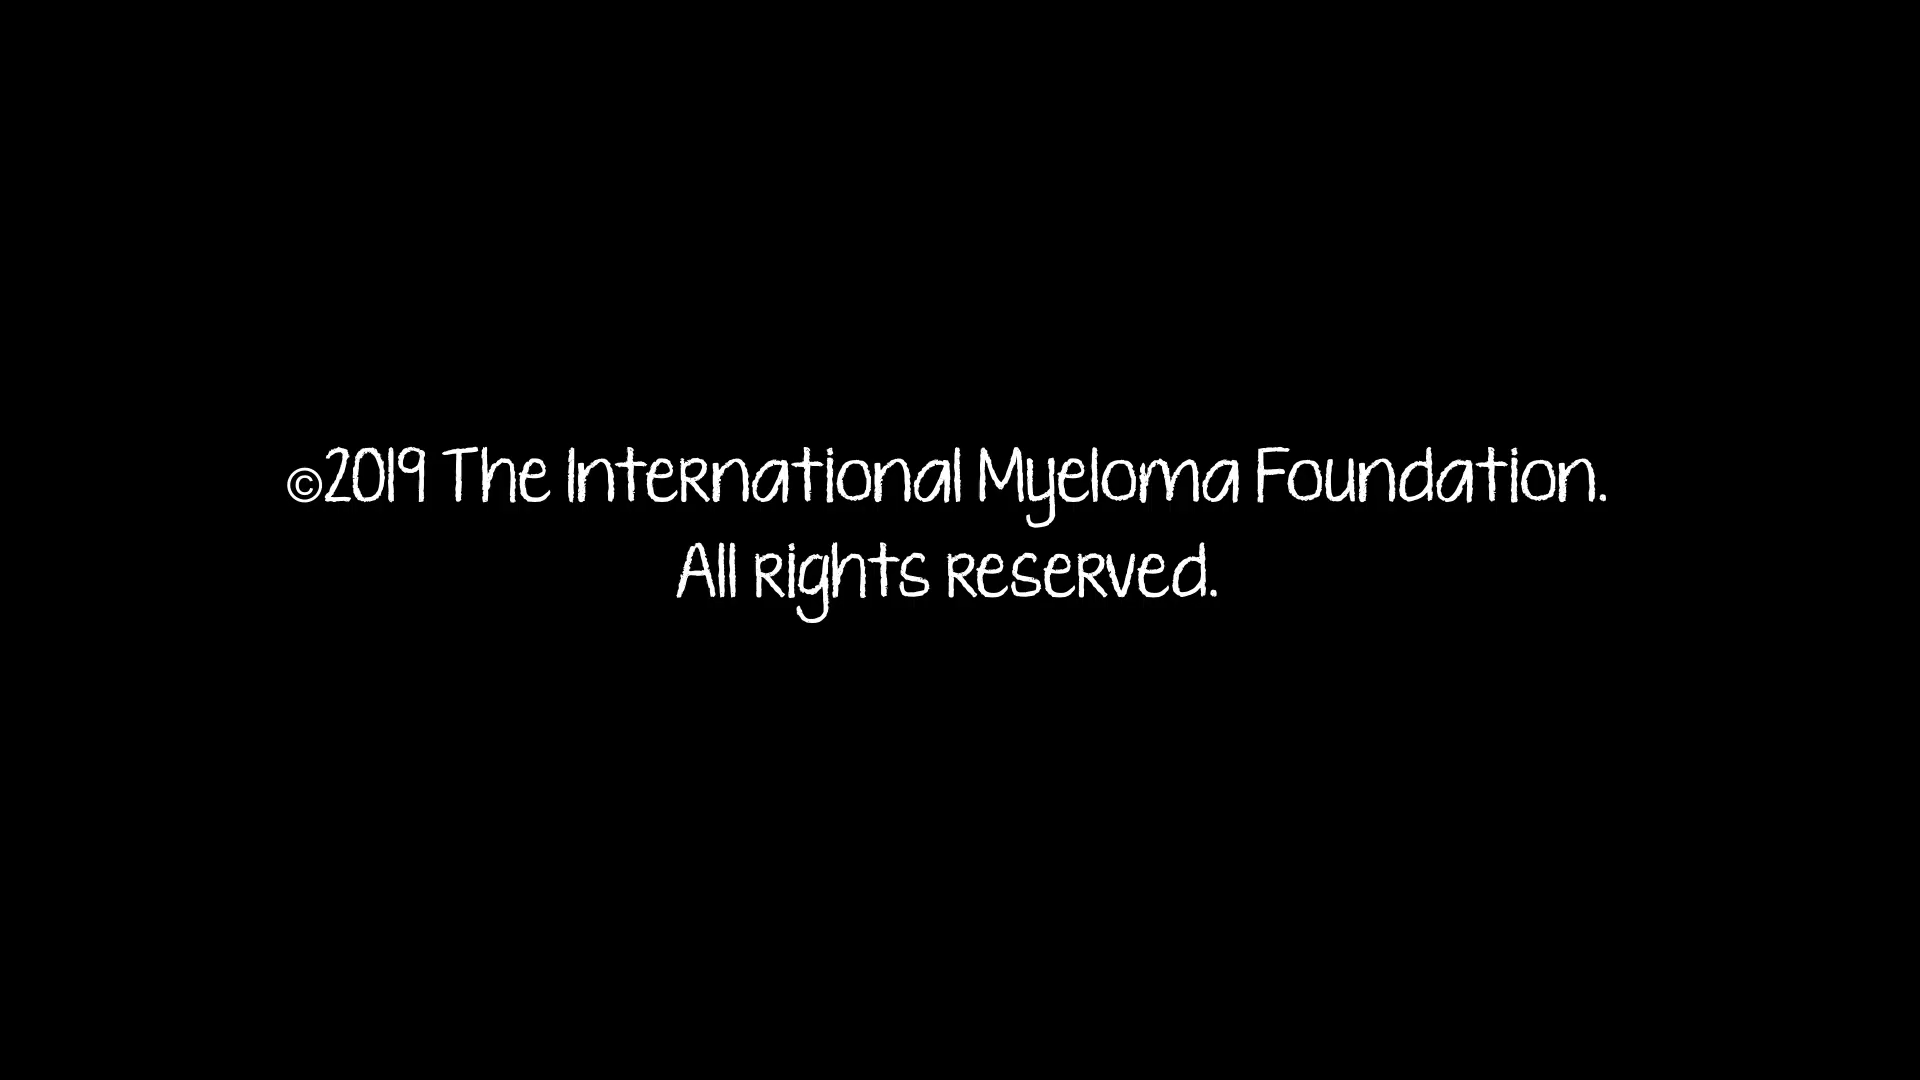 ©2019 The International Myeloma Foundation.
All rights reserved.